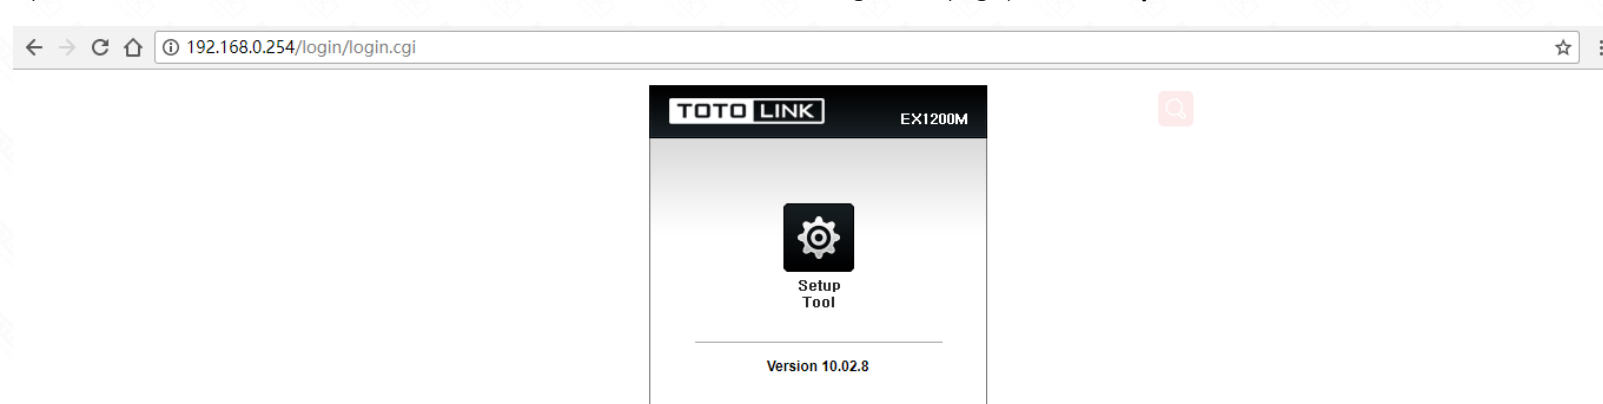 192.168.0.254/login/login.cgi
TOTO LINK
EX1200M
Setup
Tool
Version 10.02.8